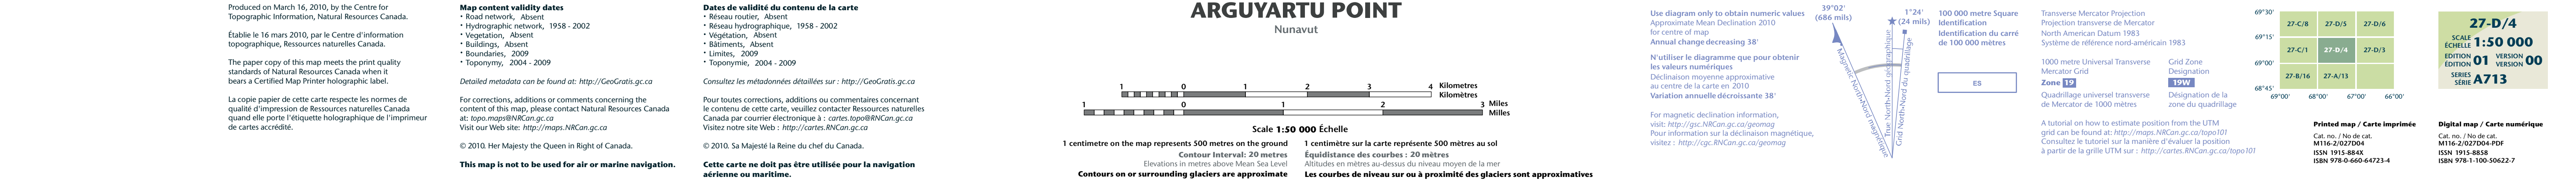 Produced on March 16, 2010, by the Centre for
Topographic Information, Natural Resources Canada.
Établie le 16 mars 2010, par le Centre d'information
topographique, Ressources naturelles Canada.
The paper copy of this map meets the print quality
standards of Natural Resources Canada when it
bears a Certified Map Printer holographic label.
La copie papier de cette carte respecte les normes de
qualité d'impression de Ressources naturelles Canada
quand elle porte l'étiquette holographique de l'imprimeur
de cartes accrédité.
Map content validity dates
• Road network, Absent
• Hydrographic network, 1958 - 2002
• Vegetation, Absent
• Buildings, Absent
• Boundaries, 2009
• Toponymy, 2004 - 2009
Detailed metadata can be found at: http://GeoGratis.gc.ca
For corrections, additions or comments concerning the
content of this map, please contact Natural Resources Canada
at: topo.maps@NRCan.gc.ca
Visit our Web site: http://maps.NRCan.gc.ca
© 2010. Her Majesty the Queen in Right of Canada.
This map is not to be used for air or marine navigation.
Dates de validité du contenu de la carte
• Réseau routier, Absent
• Réseau hydrographique, 1958 - 2002
• Végétation, Absent
• Bâtiments, Absent
• Limites, 2009
• Toponymie, 2004 - 2009
Consultez les métadonnées détaillées sur : http://GeoGratis.gc.ca
Pour toutes corrections, additions ou commentaires concernant
le contenu de cette carte, veuillez contacter Ressources naturelles
Canada par courrier électronique à : cartes.topo@RNCan.gc.ca
Visitez notre site Web : http://cartes.RNCan.gc.ca
© 2010. Sa Majesté la Reine du chef du Canada.
Cette carte ne doit pas être utilisée pour la navigation
aérienne ou maritime.
ARGUYARTU POINT
Nunavut
1 0 1 2 3 4 Kilometres
Kilomètres
1 0 1 2 3 Miles
Milles
Scale 1:50 000 Échelle
1 centimetre on the map represents 500 metres on the ground
Contour Interval: 20 metres
Elevations in metres above Mean Sea Level
Contours on or surrounding glaciers are approximate
1 centimètre sur la carte représente 500 mètres au sol
Équidistance des courbes : 20 mètres
Altitudes en mètres au-dessus du niveau moyen de la mer
Les courbes de niveau sur ou à proximité des glaciers sont approximatives
Use diagram only to obtain numeric values
Approximate Mean Declination 2010
for centre of map
Annual change decreasing 38'
N'utiliser le diagramme que pour obtenir
les valeurs numériques
Déclinaison moyenne approximative
au centre de la carte en 2010
Variation annuelle décroissante 38'
For magnetic declination information,
visit: http://gsc.NRCan.gc.ca/geomag
Pour information sur la déclinaison magnétique,
visitez : http://cgc.RNCan.gc.ca/geomag
39°02'
(686 mils)
1°24'
(24 mils)
Magnetic North-Nord magnétique
True North-Nord géographique
Grid North-Nord du quadrillage
100 000 metre Square
Identification
Identification du carré
de 100 000 mètres
ES
Transverse Mercator Projection
Projection transverse de Mercator
North American Datum 1983
Système de référence nord-américain 1983
1000 metre Universal Transverse
Mercator Grid
Zone 19
Quadrillage universel transverse
de Mercator de 1000 mètres
Grid Zone
Designation
19W
Désignation de la
zone du quadrillage
A tutorial on how to estimate position from the UTM
grid can be found at: http://maps.NRCan.gc.ca/topo101
Consultez le tutoriel sur la manière d'évaluer la position
à partir de la grille UTM sur : http://cartes.RNCan.gc.ca/topo101
69°30'
27-C/8 27-D/5 27-D/6
69°15'
27-C/1 27-D/4 27-D/3
69°00'
27-B/16 27-A/13
68°45'
69°00' 68°00' 67°00' 66°00'
27-D/4
SCALE
ÉCHELLE 1:50 000
EDITION
ÉDITION 01 VERSION
VERSION 00
SERIES
SÉRIE A713
Printed map / Carte imprimée
Cat. no. / No de cat.
M116-2/027D04
ISSN 1915-884X
ISBN 978-0-660-64723-4
Digital map / Carte numérique
Cat. no. / No de cat.
M116-2/027D04-PDF
ISSN 1915-8858
ISBN 978-1-100-50622-7